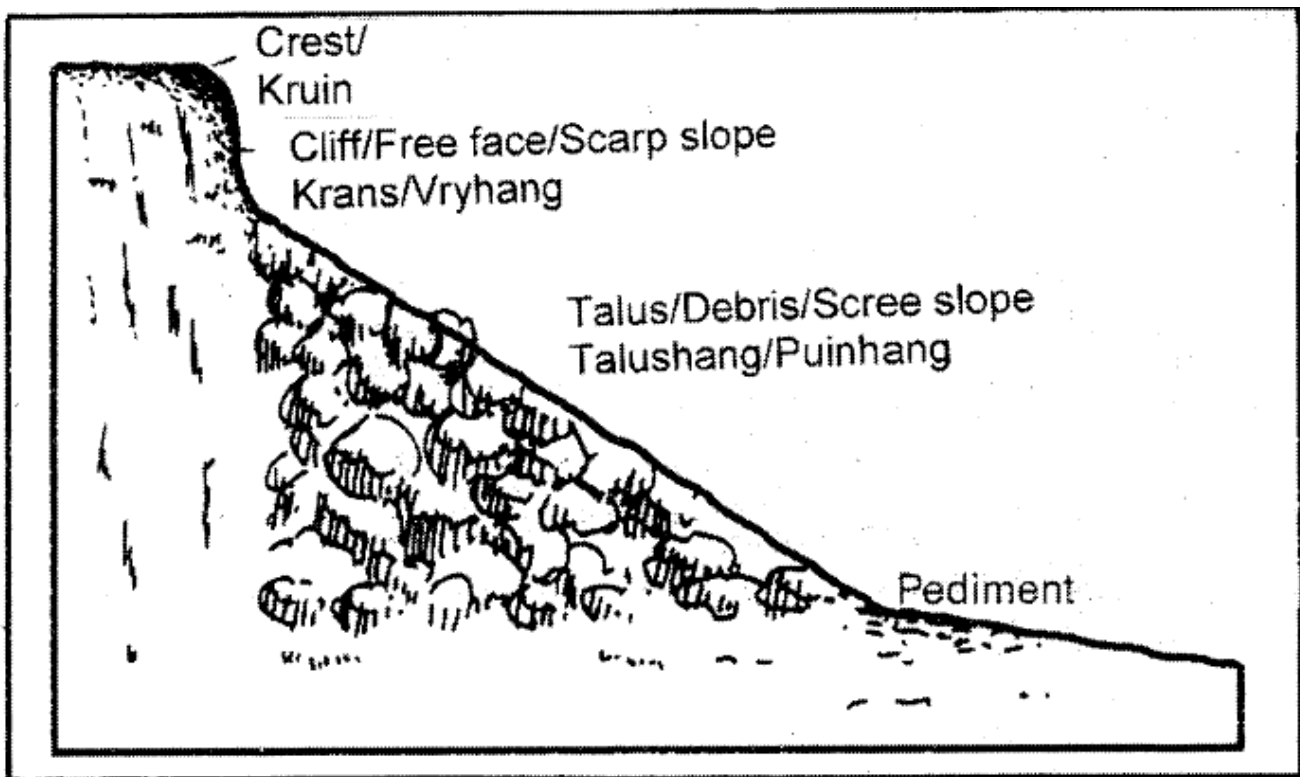 Crest/
Kruin
Cliff/Free face/Scarp slope
Krans/Vryhang
Talus/Debris/Scree slope
Talushang/Puinhang
Pediment